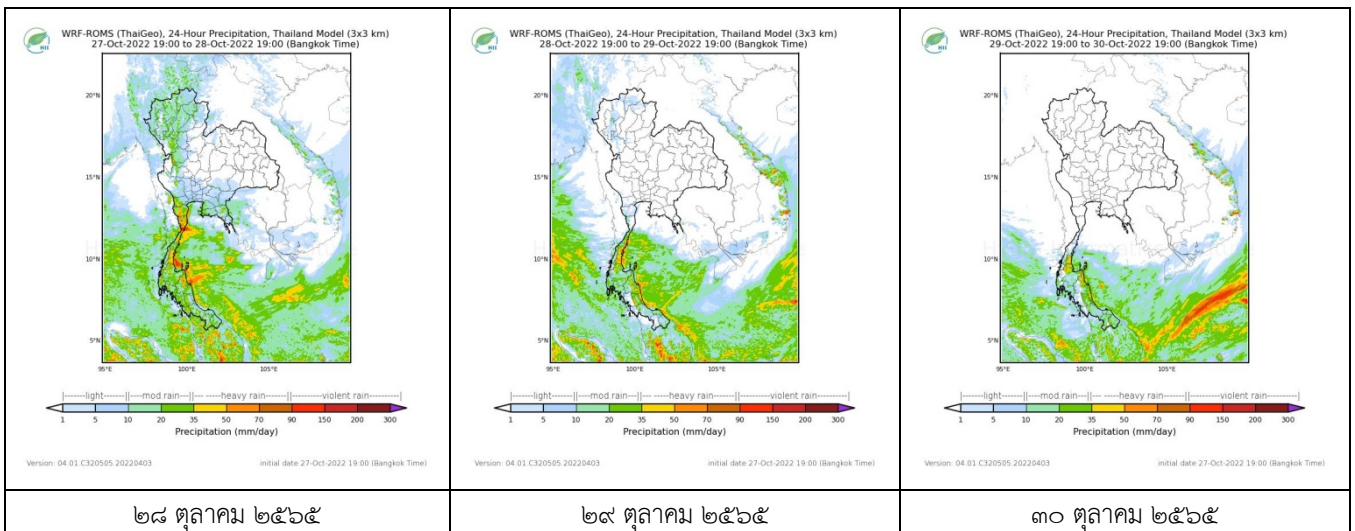 WRF-ROMS (ThaiGeo), 24-Hour Precipitation, Thailand Model (3x3 km)
27-Oct-2022 19:00 to 28-Oct-2022 19:00 (Bangkok Time)
HII
20°N
15°N
10°N
5°N
95°E 100°E 105°E
|------light------||---mod rain---||--- heavy rain ---||------violent rain------|
1 5 10 20 35 50 70 90 150 200 300
Precipitation (mm/day)
Version: 04.01.C320505.20220403 initial date 27-Oct-2022 19:00 (Bangkok Time)
๒๘ ตุลาคม ๒๕๖๕
WRF-ROMS (ThaiGeo), 24-Hour Precipitation, Thailand Model (3x3 km)
28-Oct-2022 19:00 to 29-Oct-2022 19:00 (Bangkok Time)
HII
20°N
15°N
10°N
5°N
95°E 100°E 105°E
|------light------||---mod rain---||--- heavy rain ---||------violent rain------|
1 5 10 20 35 50 70 90 150 200 300
Precipitation (mm/day)
Version: 04.01.C320505.20220403 initial date 27-Oct-2022 19:00 (Bangkok Time)
๒๙ ตุลาคม ๒๕๖๕
WRF-ROMS (ThaiGeo), 24-Hour Precipitation, Thailand Model (3x3 km)
29-Oct-2022 19:00 to 30-Oct-2022 19:00 (Bangkok Time)
HII
20°N
15°N
10°N
5°N
95°E 100°E 105°E
|------light------||---mod rain---||--- heavy rain ---||------violent rain------|
1 5 10 20 35 50 70 90 150 200 300
Precipitation (mm/day)
Version: 04.01.C320505.20220403 initial date 27-Oct-2022 19:00 (Bangkok Time)
๓๐ ตุลาคม ๒๕๖๕